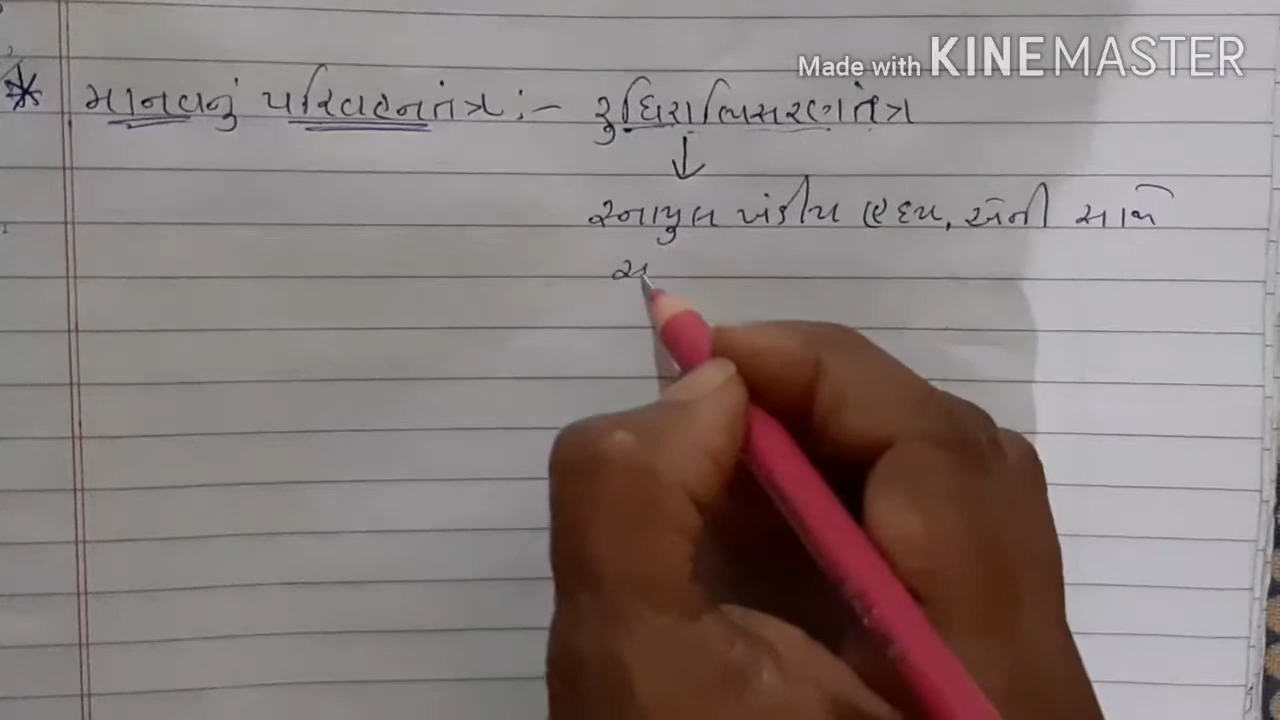 Made with KINEMASTER
* માનવનું પરિવહનતંત્ર :- રુધિરાભિસરણતંત્ર
સ્નાયુલ ખંડીય હૃદય, એની સાથે